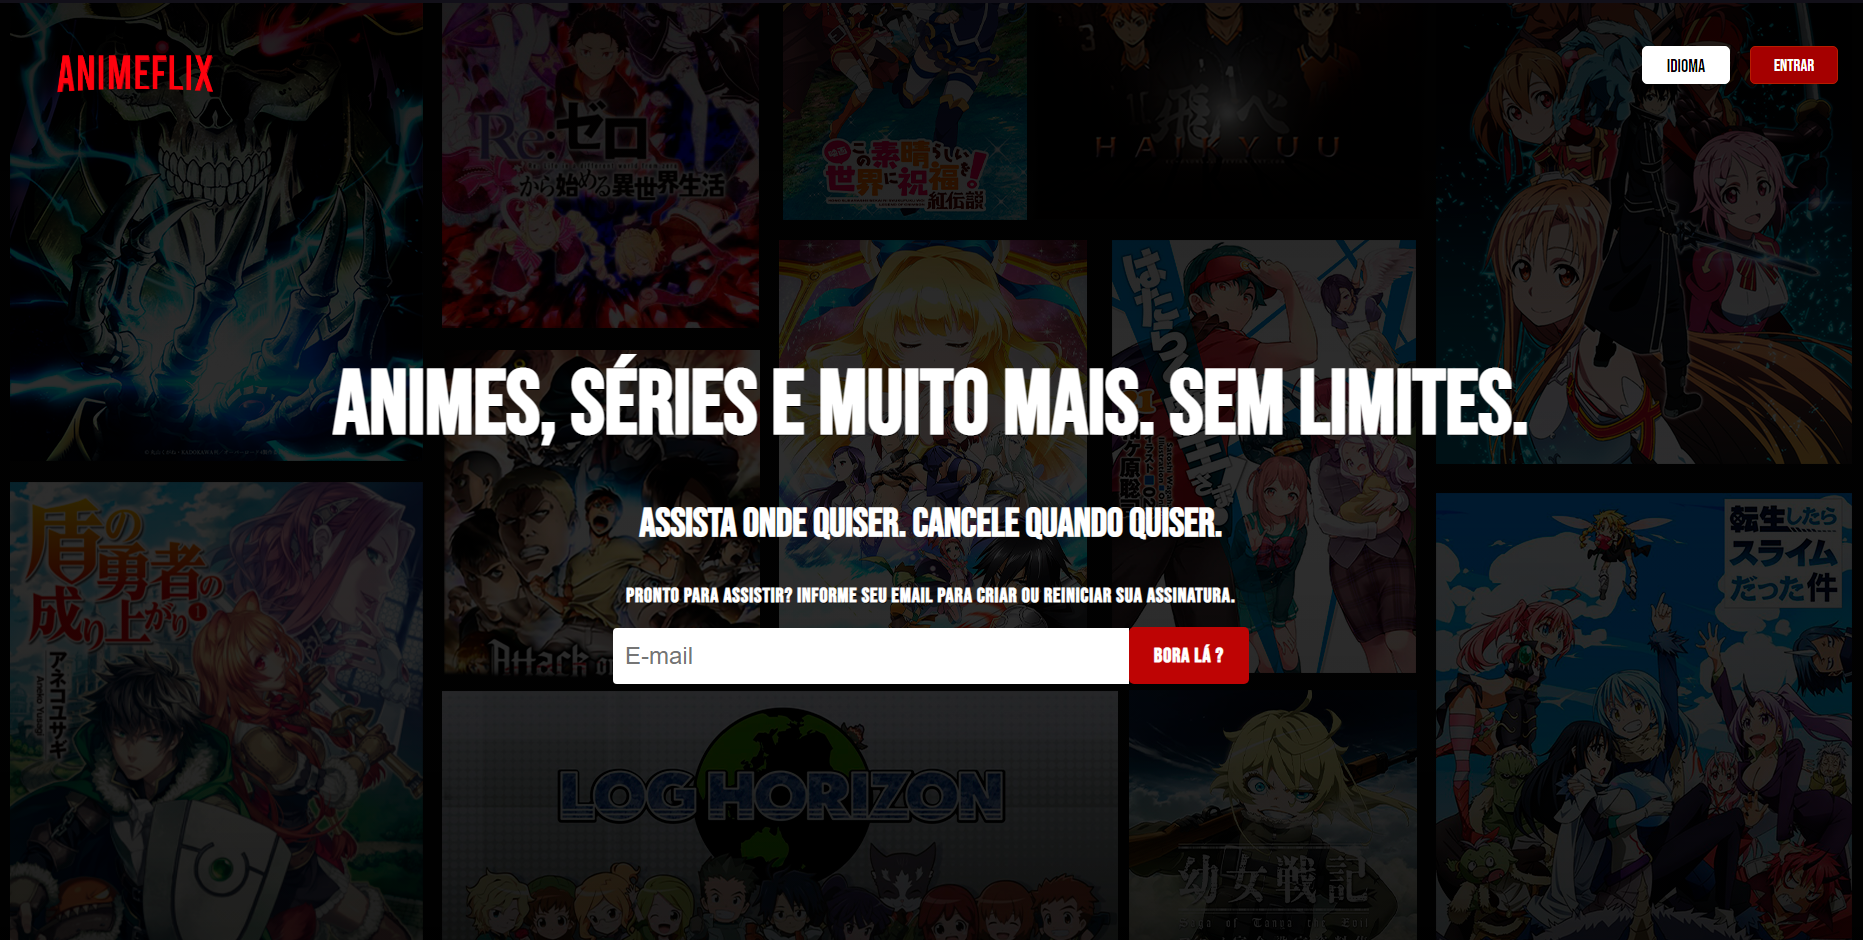 ANIMEFLIX
IDIOMA
ENTRAR
Re:ゼロ
から始める異世界生活
3
この素晴らしい
世界に祝福を!
紅伝説
飛べ
HAIKYUU
はたらく
ANIMES, SÉRIES E MUITO MAIS. SEM LIMITES.
ASSISTA ONDE QUISER. CANCELE QUANDO QUISER.
PRONTO PARA ASSISTIR? INFORME SEU EMAIL PARA CRIAR OU REINICIAR SUA ASSINATURA.
E-mail
BORA LÁ ?
盾の
勇者の
成り上がり
1
アネコユサギ
Aneko Yusagi
Attack on
転生したら
スライム
だった件
LOG HORIZON
幼女戦記
Saga of Tanya the Evil